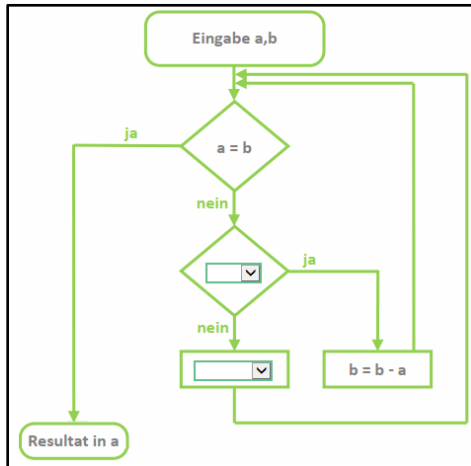 Eingabe a,b
ja
a = b
nein
ja
nein
b = b - a
Resultat in a